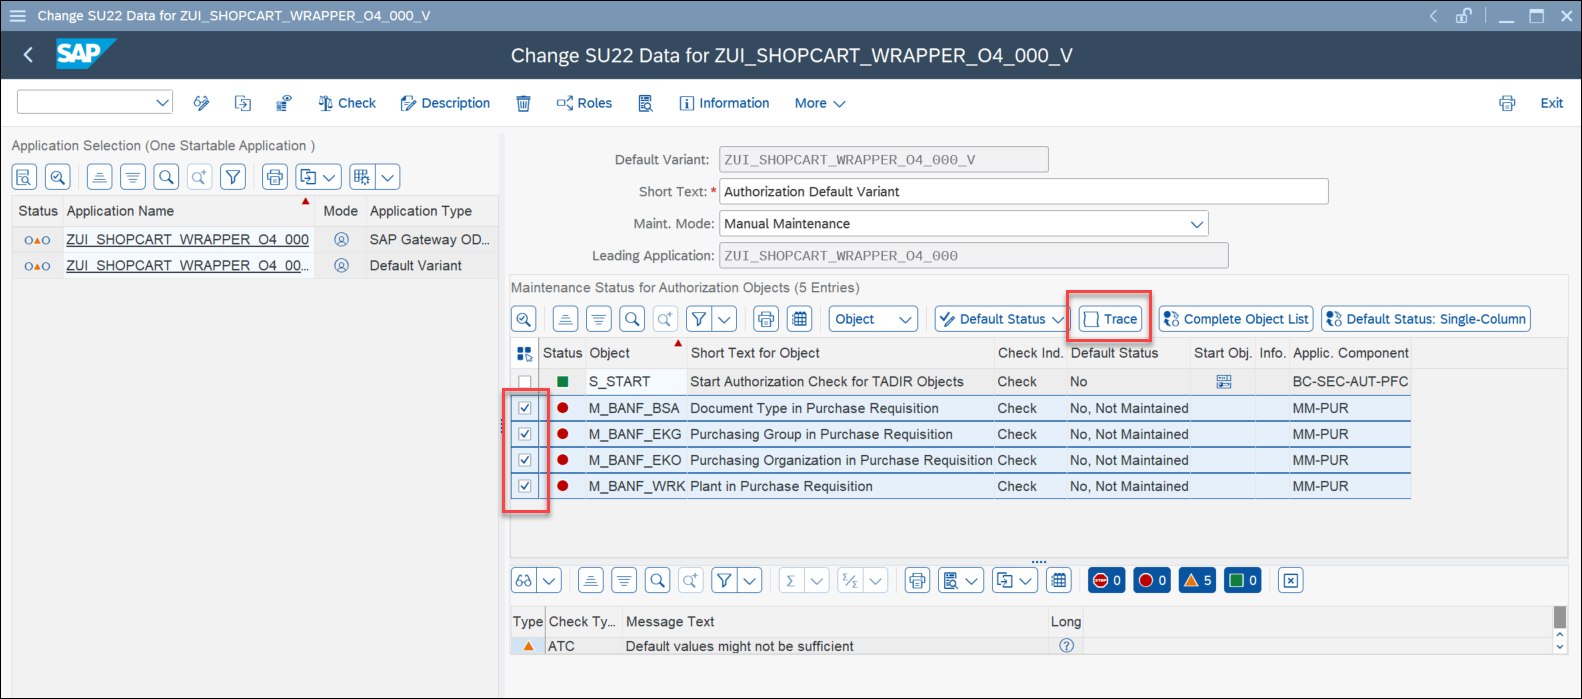 Change SU22 Data for ZUI_SHOPCART_WRAPPER_O4_000_V
SAP
Change SU22 Data for ZUI_SHOPCART_WRAPPER_O4_000_V
Check Description Roles Information More Exit
Application Selection (One Startable Application )
Status Application Name Mode Application Type
ZUI_SHOPCART_WRAPPER_O4_000 SAP Gateway OD...
ZUI_SHOPCART_WRAPPER_O4_00... Default Variant
Default Variant: ZUI_SHOPCART_WRAPPER_O4_000_V
Short Text: * Authorization Default Variant
Maint. Mode: Manual Maintenance
Leading Application: ZUI_SHOPCART_WRAPPER_O4_000
Maintenance Status for Authorization Objects (5 Entries)
Object Default Status Trace Complete Object List Default Status: Single-Column
Status Object Short Text for Object Check Ind. Default Status Start Obj. Info. Applic. Component
S_START Start Authorization Check for TADIR Objects Check No BC-SEC-AUT-PFC
M_BANF_BSA Document Type in Purchase Requisition Check No, Not Maintained MM-PUR
M_BANF_EKG Purchasing Group in Purchase Requisition Check No, Not Maintained MM-PUR
M_BANF_EKO Purchasing Organization in Purchase Requisition Check No, Not Maintained MM-PUR
M_BANF_WRK Plant in Purchase Requisition Check No, Not Maintained MM-PUR
STOP 0 0 5 0
Type Check Ty... Message Text Long
ATC Default values might not be sufficient